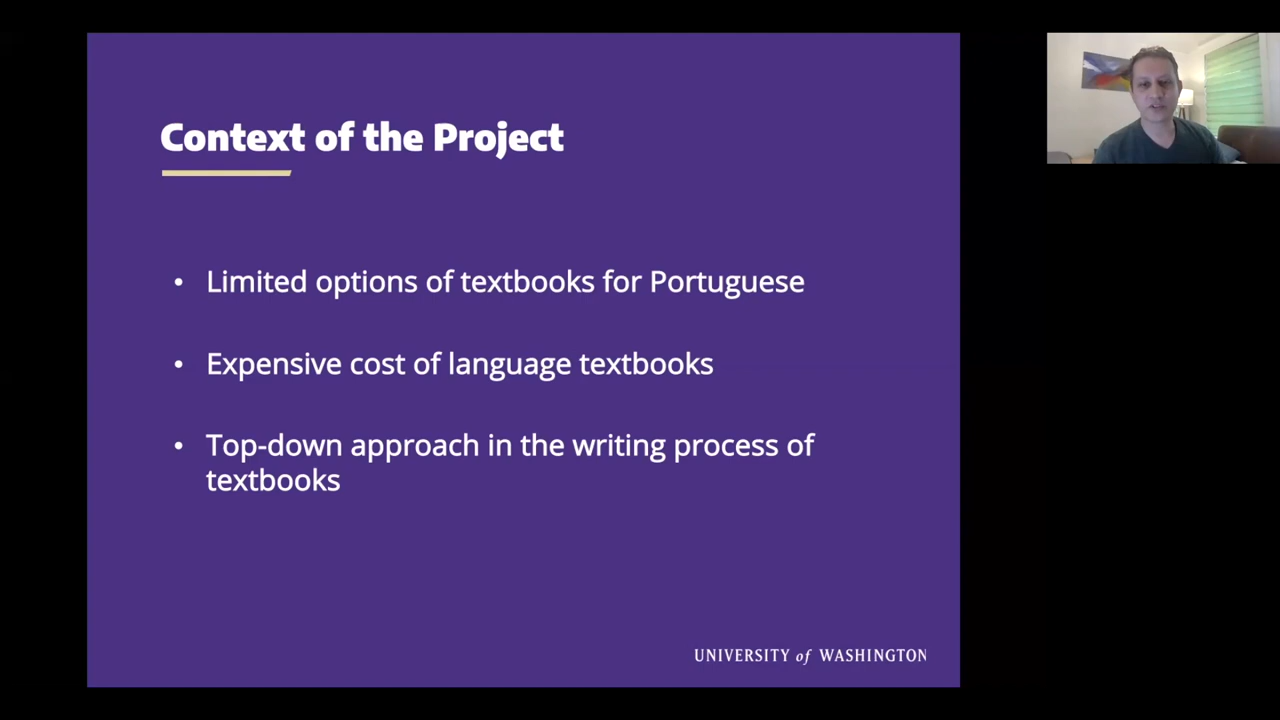 Context of the Project
• Limited options of textbooks for Portuguese
• Expensive cost of language textbooks
• Top-down approach in the writing process of
textbooks
UNIVERSITY of WASHINGTON